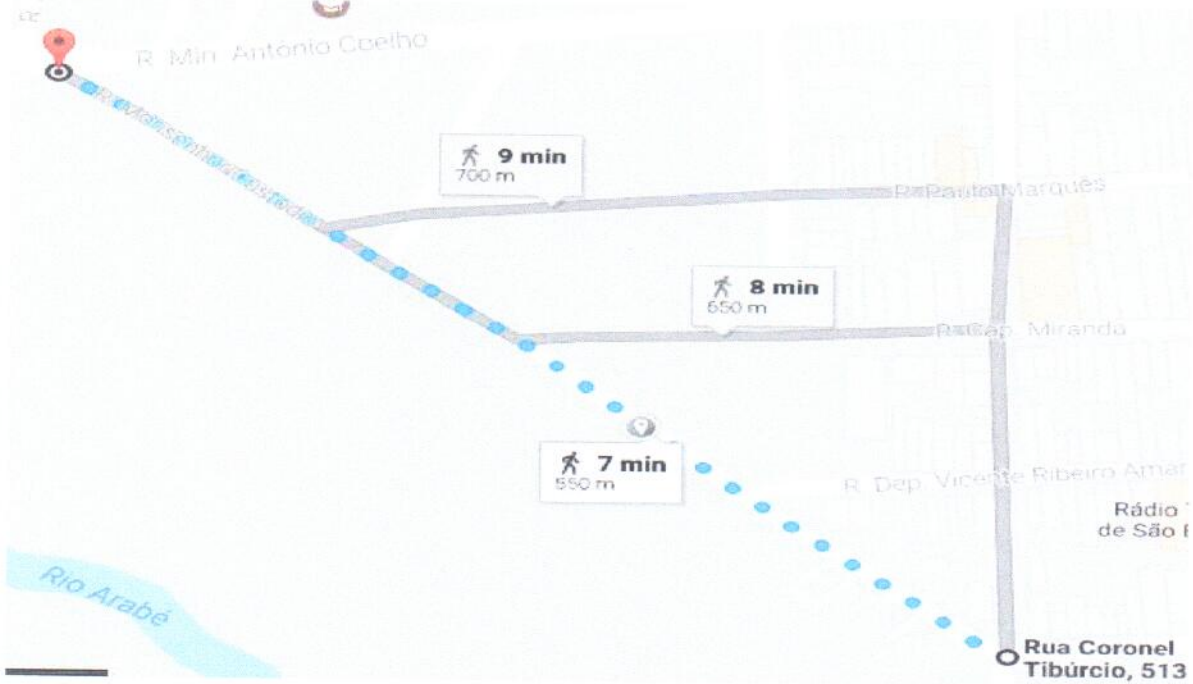 R. Min. Antônio Coelho
9 min
700 m
R. Paulo Marques
8 min
650 m
R. Cap. Miranda
7 min
550 m
R. Dep. Vicente Ribeiro Amar
Rádio
de São
Rio Arabé
Rua Coronel
Tibúrcio, 513